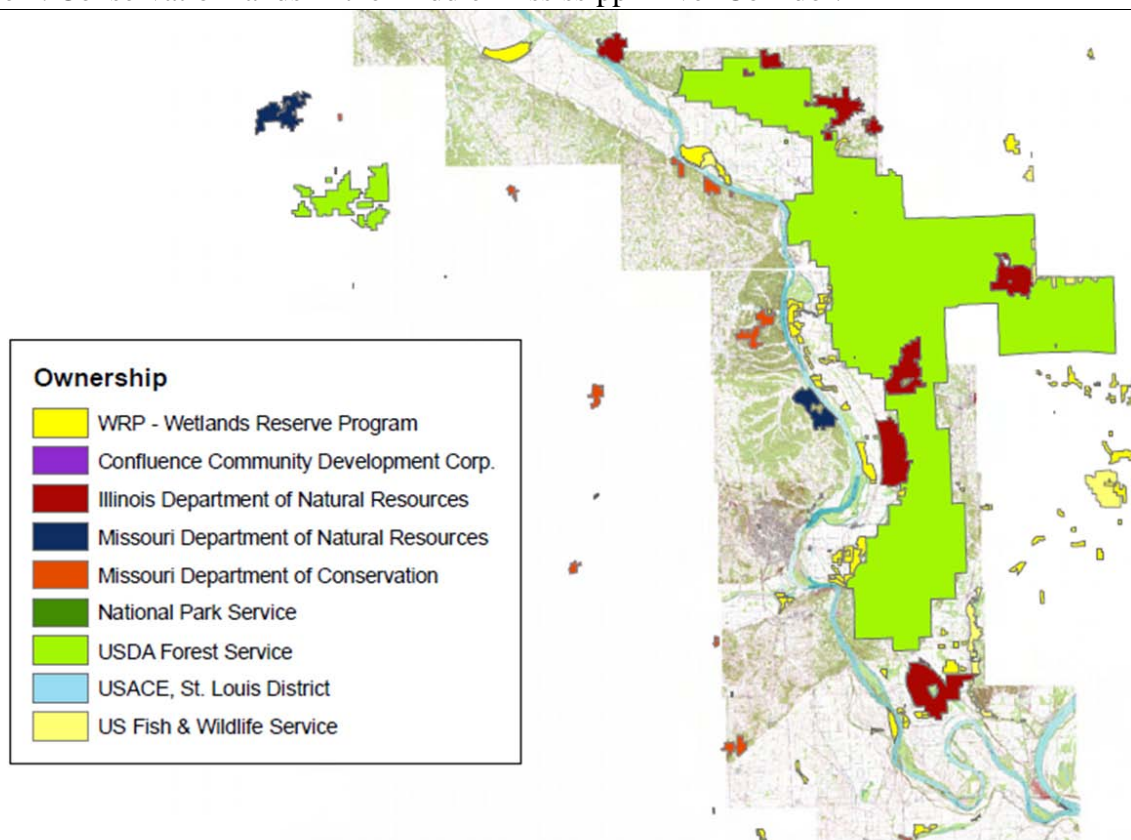 Ownership
WRP - Wetlands Reserve Program
Confluence Community Development Corp.
Illinois Department of Natural Resources
Missouri Department of Natural Resources
Missouri Department of Conservation
National Park Service
USDA Forest Service
USACE, St. Louis District
US Fish & Wildlife Service